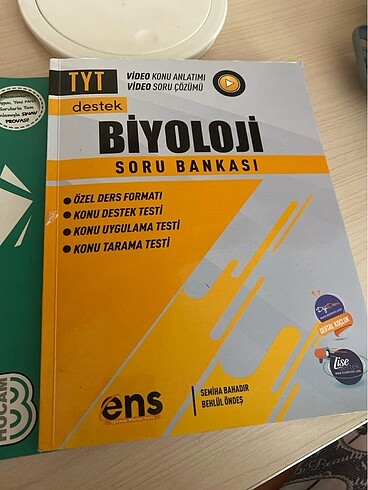 TYT
VİDEO KONU ANLATIMI
VİDEO SORU ÇÖZÜMÜ
destek
BİYOLOJİ
SORU BANKASI
• ÖZEL DERS FORMATI
• KONU DESTEK TESTİ
• KONU UYGULAMA TESTİ
• KONU TARAMA TESTİ
DİJİTAL KOÇLUK
Lise
SEMİHA BAHADIR
BEHLÜL ÖNDEŞ
ens
SINAV
PROVASI!
HOCAM